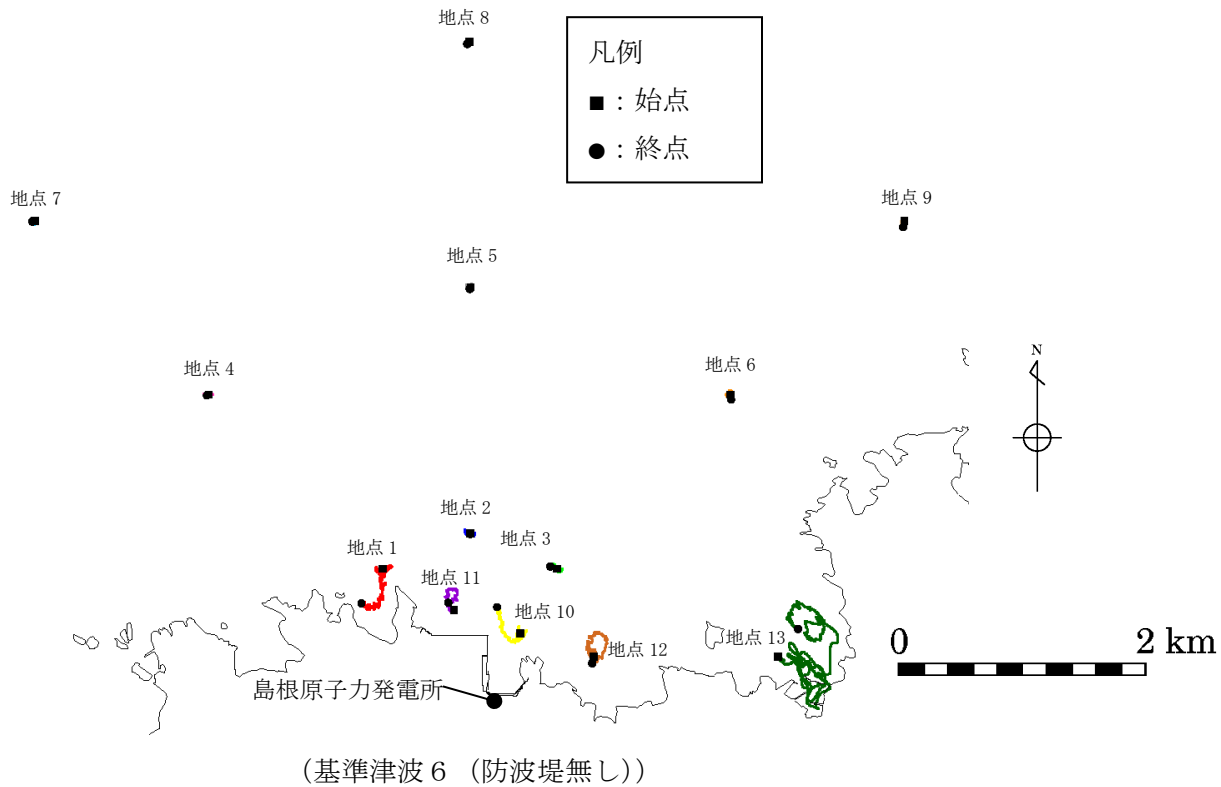 地点 8
凡例
■：始点
●：終点
地点 7
地点 9
地点 5
地点 4
地点 6
N
地点 2
地点 1
地点 3
地点 11
地点 10
地点 12
地点 13
0 2 km
島根原子力発電所
（基準津波６（防波堤無し））